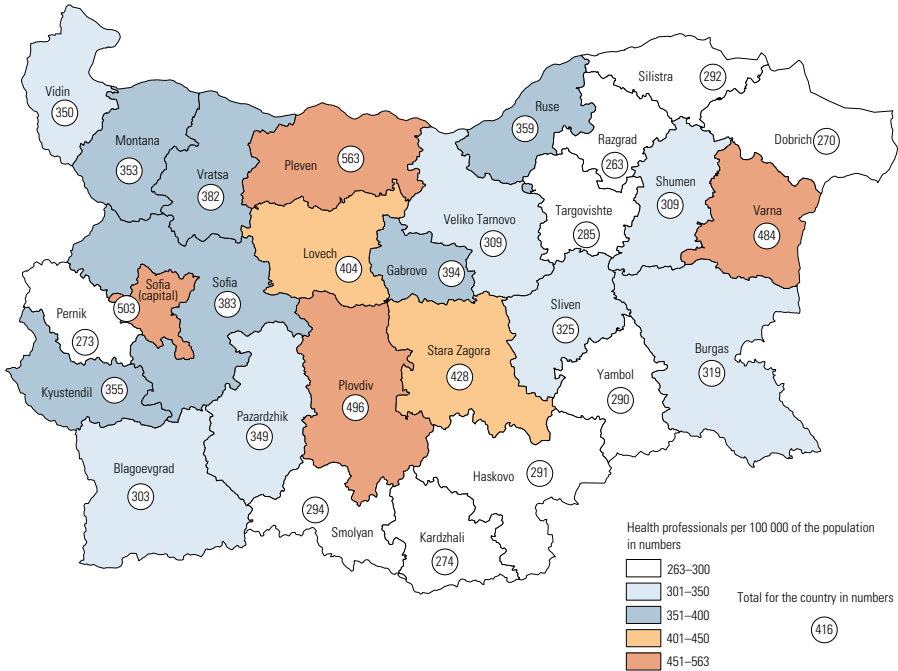 Silistra
292
Vidin
350
Ruse
359
Dobrich
270
Montana
353
Vratsa
382
Pleven
563
Razgrad
263
Shumen
309
Varna
484
Veliko Tarnovo
309
Targovishte
285
Lovech
404
Gabrovo
394
Sofia
(capital)
503
Sofia
383
Pernik
273
Sliven
325
Stara Zagora
428
Burgas
319
Kyustendil
355
Plovdiv
496
Yambol
290
Pazardzhik
349
Blagoevgrad
303
Haskovo
291
294
Smolyan
Kardzhali
274
Health professionals per 100 000 of the population
in numbers
263–300
301–350
351–400
401–450
451–563
Total for the country in numbers
416